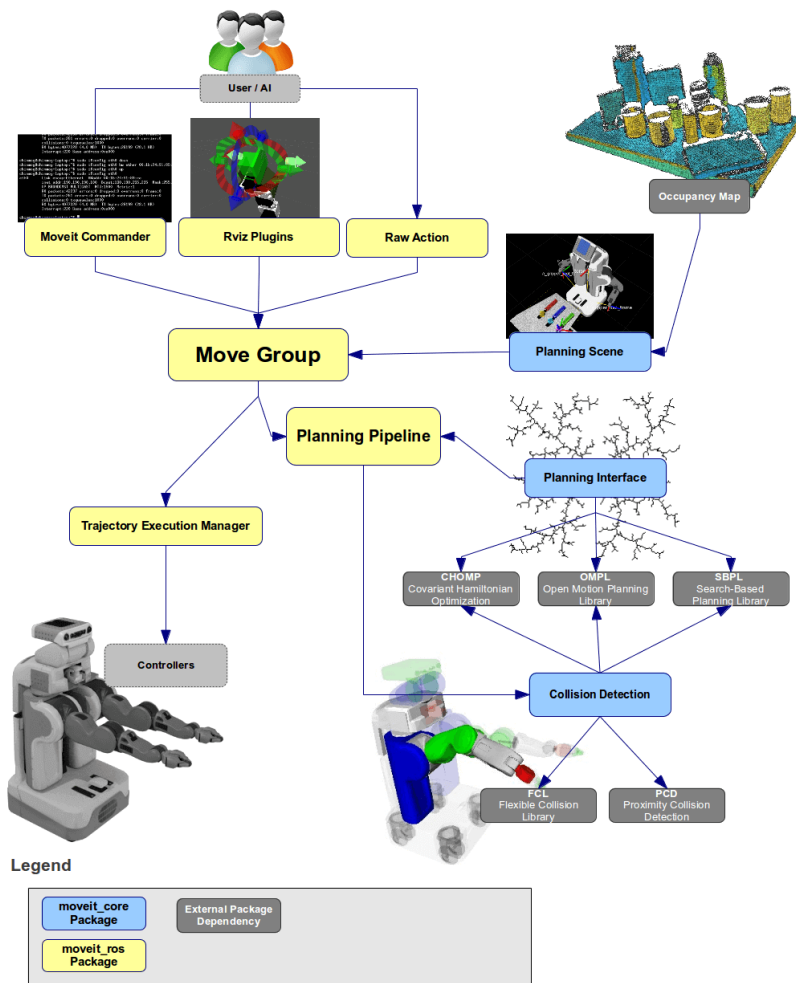 User / AI
Occupancy Map
Moveit Commander
Rviz Plugins
Raw Action
Move Group
Planning Scene
Planning Pipeline
Planning Interface
Trajectory Execution Manager
CHOMP
Covariant Hamiltonian
Optimization
OMPL
Open Motion Planning
Library
SBPL
Search-Based
Planning Library
Controllers
Collision Detection
FCL
Flexible Collision
Library
PCD
Proximity Collision
Detection
Legend
moveit_core
Package
External Package
Dependency
moveit_ros
Package